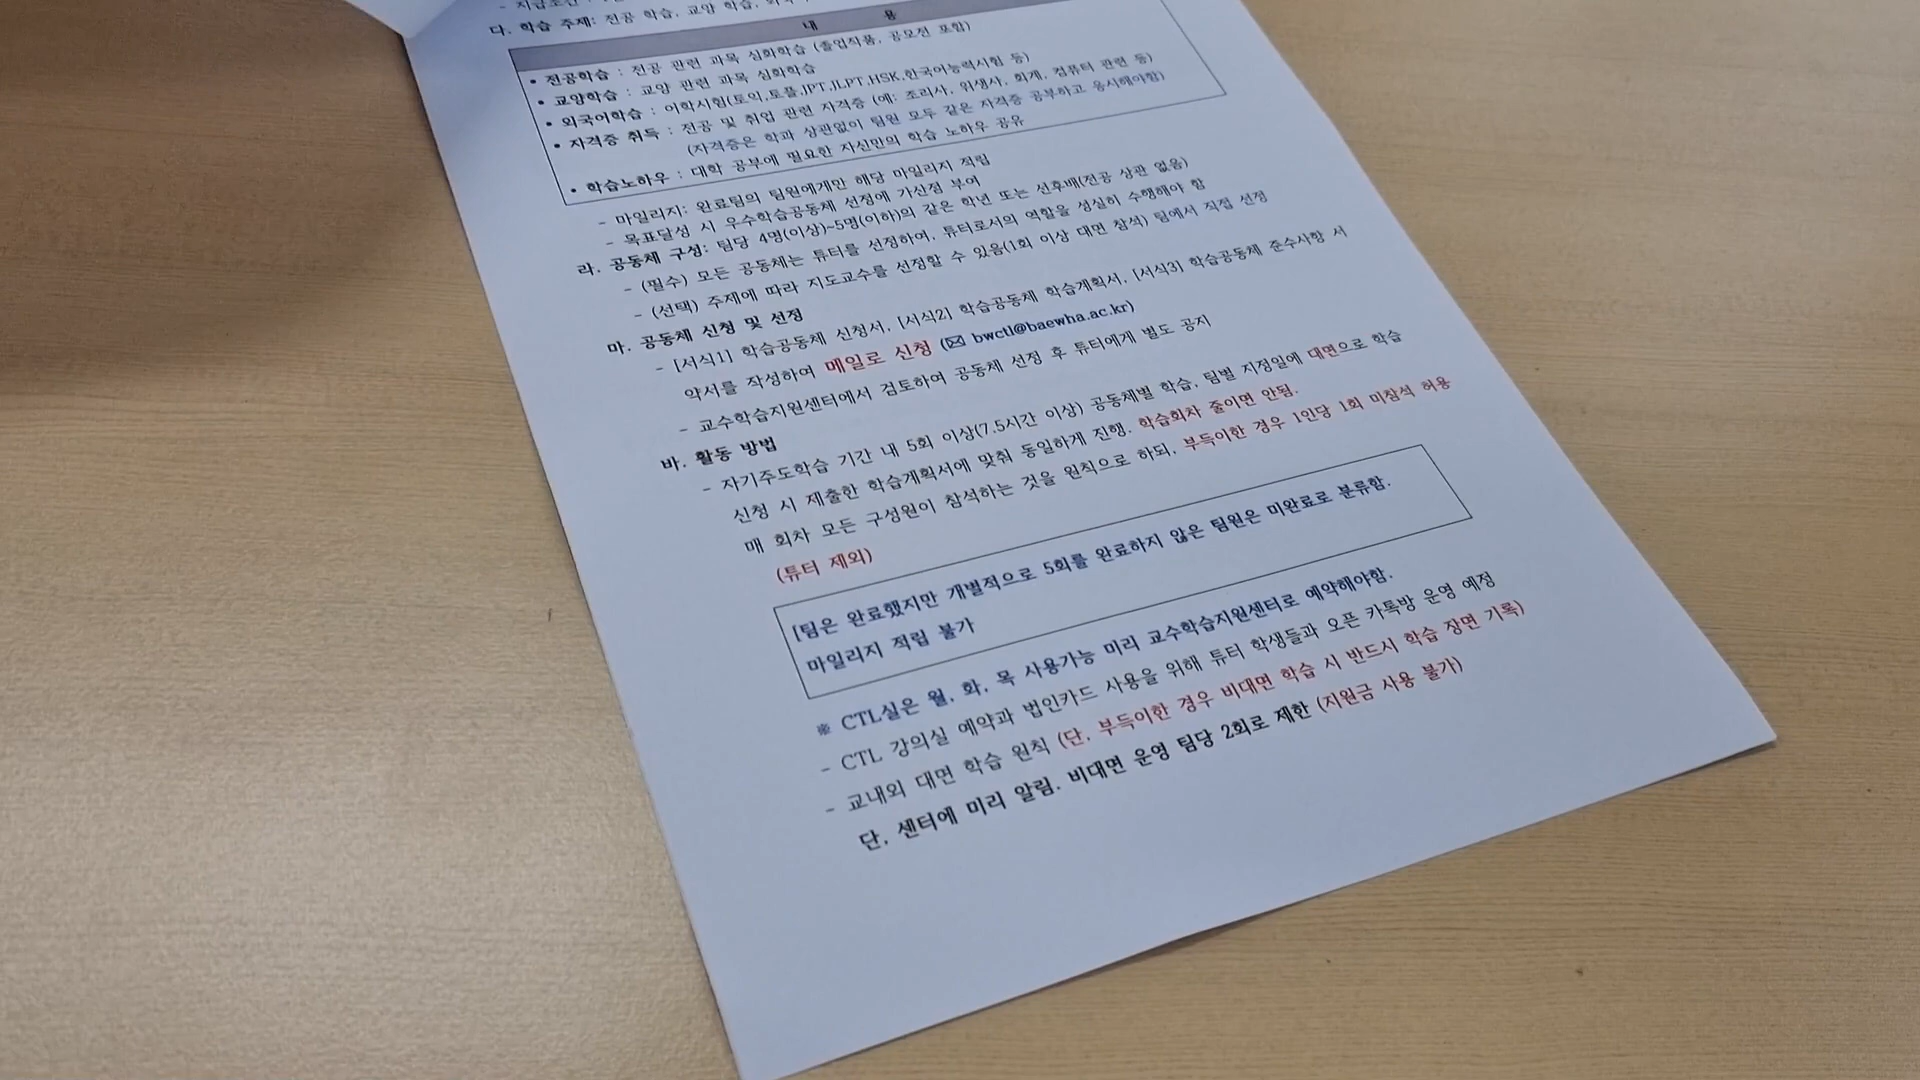 - 지급조건 :
다. 학습 주제: 전공 학습, 교양 학습, 외국
내 용
• 전공학습 : 전공 관련 과목 심화학습 (졸업작품, 공모전 포함)
• 교양학습 : 교양 관련 과목 심화학습
• 외국어학습 : 어학시험(토익,토플,JPT,JLPT,HSK,한국어능력시험 등)
• 자격증 취득 : 전공 및 취업 관련 자격증 (예: 조리사, 위생사, 회계, 컴퓨터 관련 등)
(자격증은 학과 상관없이 팀원 모두 같은 자격증 공부하고 응시해야함)
• 학습노하우 : 대학 공부에 필요한 자신만의 학습 노하우 공유
- 마일리지: 완료팀의 팀원에게만 해당 마일리지 적립
- 목표달성 시 우수학습공동체 선정에 가산점 부여
라. 공동체 구성: 팀당 4명(이상)~5명(이하)의 같은 학년 또는 선후배(전공 상관 없음)
- (필수) 모든 공동체는 튜터를 선정하여, 튜터로서의 역할을 성실히 수행해야 함
- (선택) 주제에 따라 지도교수를 선정할 수 있음(1회 이상 대면 참석) 팀에서 직접 선정
마. 공동체 신청 및 선정
- [서식1] 학습공동체 신청서, [서식2] 학습공동체 학습계획서, [서식3] 학습공동체 준수사항 서
약서를 작성하여 메일로 신청 (✉ bwctl@baewha.ac.kr)
- 교수학습지원센터에서 검토하여 공동체 선정 후 튜터에게 별도 공지
바. 활동 방법
- 자기주도학습 기간 내 5회 이상(7.5시간 이상) 공동체별 학습, 팀별 지정일에 대면으로 학습
신청 시 제출한 학습계획서에 맞춰 동일하게 진행. 학습회차 줄이면 안됨.
매 회차 모든 구성원이 참석하는 것을 원칙으로 하되, 부득이한 경우 1인당 1회 미참석 허용
(튜터 제외)
[팀은 완료했지만 개별적으로 5회를 완료하지 않은 팀원은 미완료로 분류함.
마일리지 적립 불가
※ CTL실은 월, 화, 목 사용가능 미리 교수학습지원센터로 예약해야함.
- CTL 강의실 예약과 법인카드 사용을 위해 튜터 학생들과 오픈 카톡방 운영 예정
- 교내외 대면 학습 원칙 (단, 부득이한 경우 비대면 학습 시 반드시 학습 장면 기록)
단, 센터에 미리 알림. 비대면 운영 팀당 2회로 제한 (지원금 사용 불가)